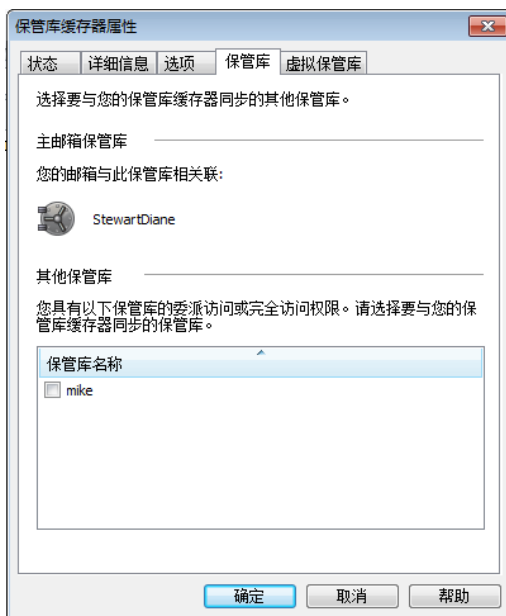 保管库缓存器属性
状态 详细信息 选项 保管库 虚拟保管库
选择要与您的保管库缓存器同步的其他保管库。
主邮箱保管库
您的邮箱与此保管库相关联:
StewartDiane
其他保管库
您具有以下保管库的委派访问或完全访问权限。请选择要与您的保
管库缓存器同步的保管库。
保管库名称
mike
确定 取消 帮助